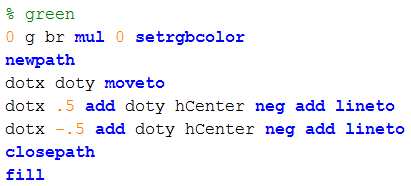 % green
0 g br mul 0 setrgbcolor
newpath
dotx doty moveto
dotx .5 add doty hCenter neg add lineto
dotx -.5 add doty hCenter neg add lineto
closepath
fill